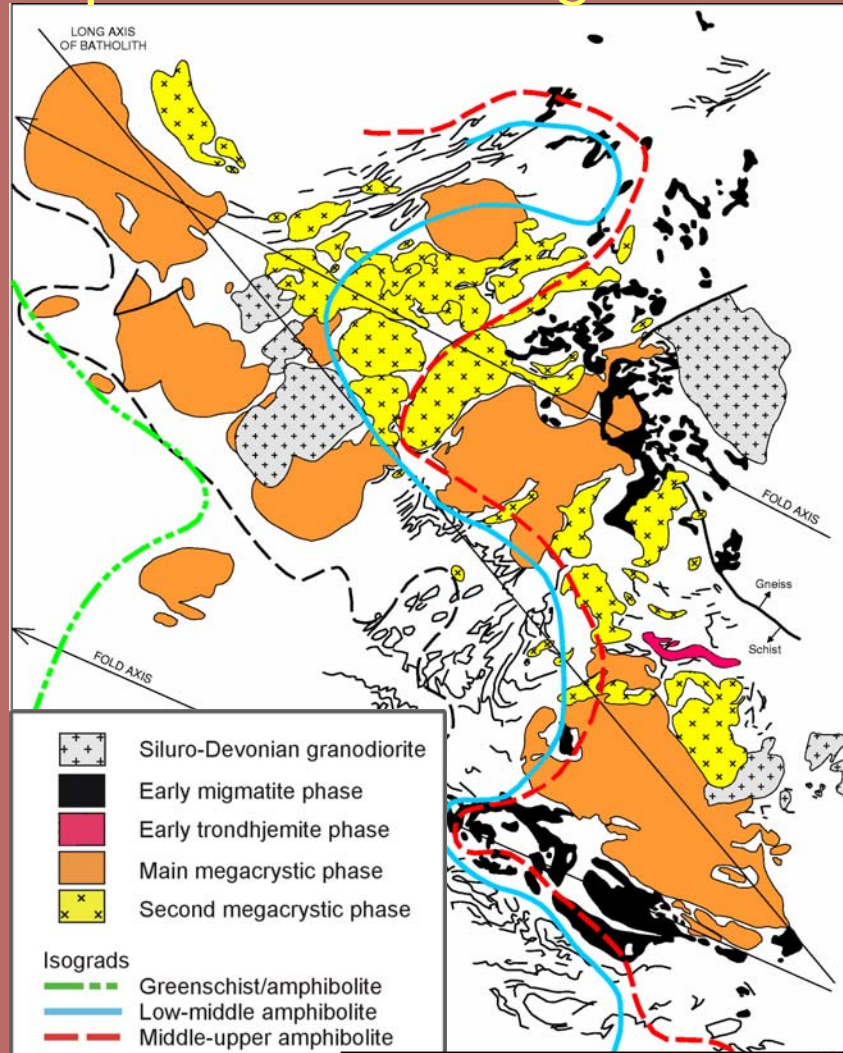 LONG AXIS
OF BATHOLITH
FOLD AXIS
Gneiss
Schist
FOLD AXIS
Siluro-Devonian granodiorite
Early migmatite phase
Early trondhjemite phase
Main megacrystic phase
Second megacrystic phase
Isograds
Greenschist/amphibolite
Low-middle amphibolite
Middle-upper amphibolite